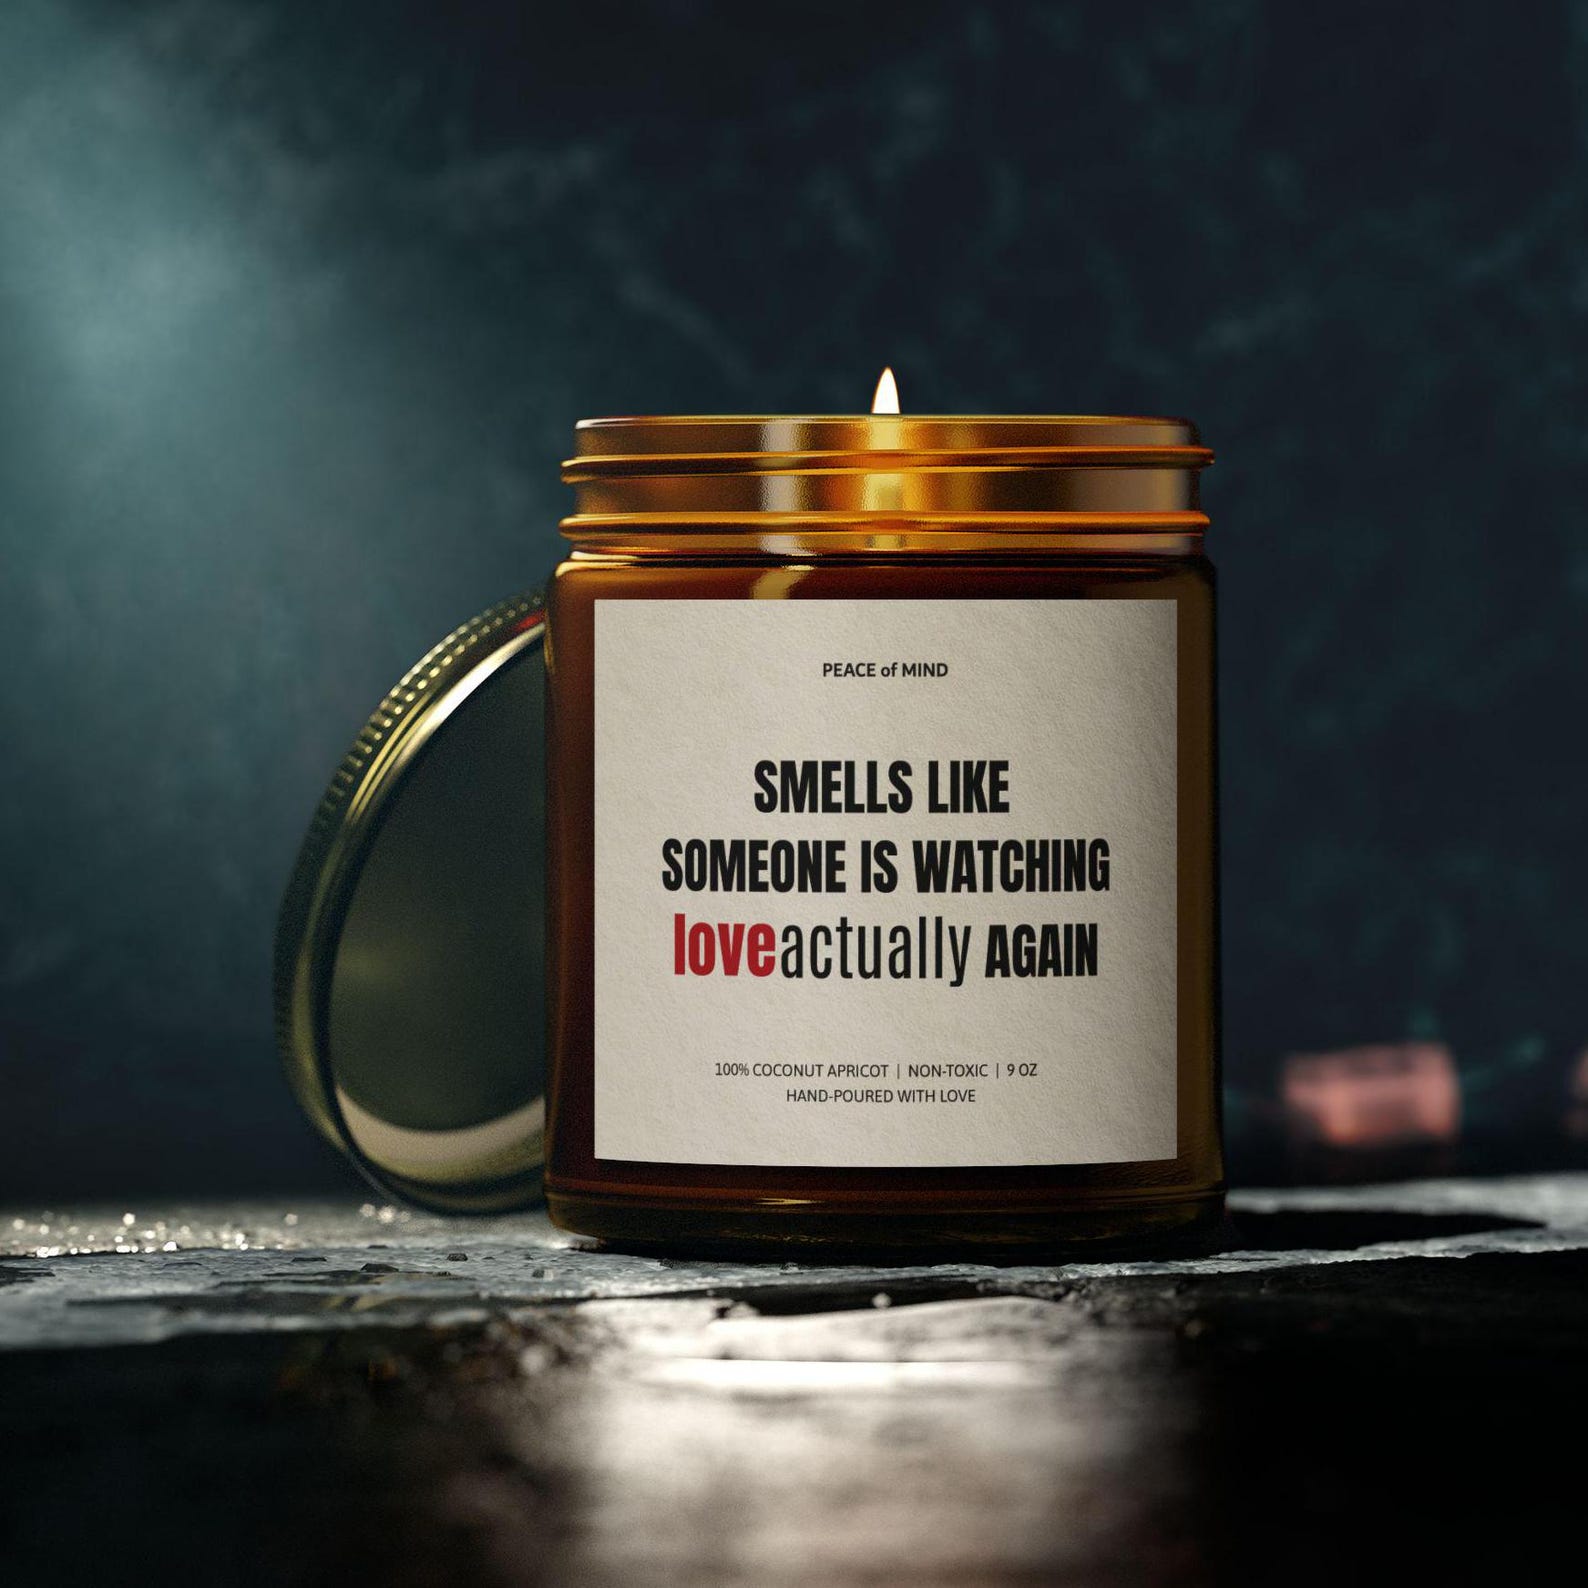 PEACE of MIND
SMELLS LIKE
SOMEONE IS WATCHING
loveactually AGAIN
100% COCONUT APRICOT | NON-TOXIC | 9 OZ
HAND-POURED WITH LOVE